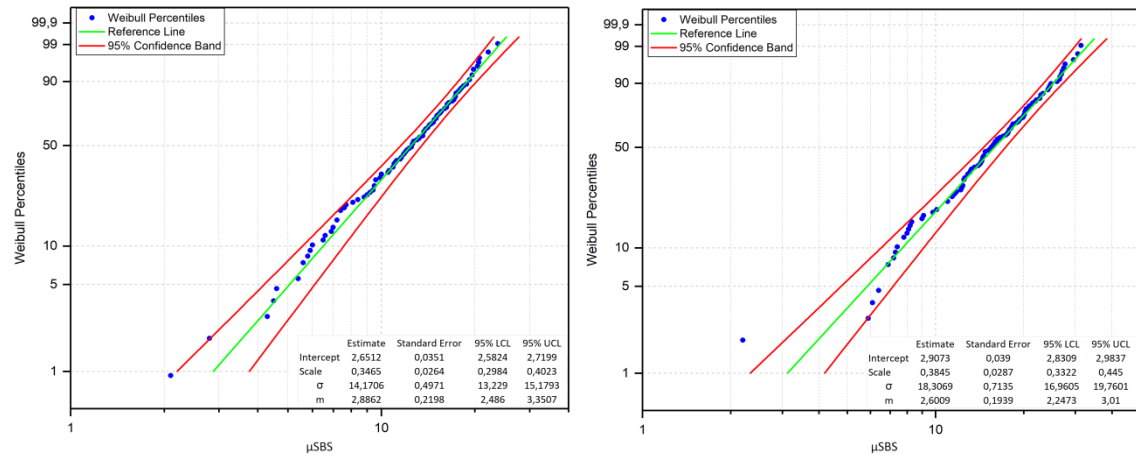 Weibull Percentiles
Reference Line
95% Confidence Band
99,9
99
90
50
10
5
1
Weibull Percentiles
Estimate Standard Error 95% LCL 95% UCL
Intercept 2,6512 0,0351 2,5824 2,7199
Scale 0,3465 0,0264 0,2984 0,4023
σ 14,1706 0,4971 13,229 15,1793
m 2,8862 0,2198 2,486 3,3507
1 10
µSBS
Weibull Percentiles
Reference Line
95% Confidence Band
99,9
99
90
50
10
5
1
Weibull Percentiles
Estimate Standard Error 95% LCL 95% UCL
Intercept 2,9073 0,039 2,8309 2,9837
Scale 0,3845 0,0287 0,3322 0,445
σ 18,3069 0,7135 16,9605 19,7601
m 2,6009 0,1939 2,2473 3,01
1 10
µSBS